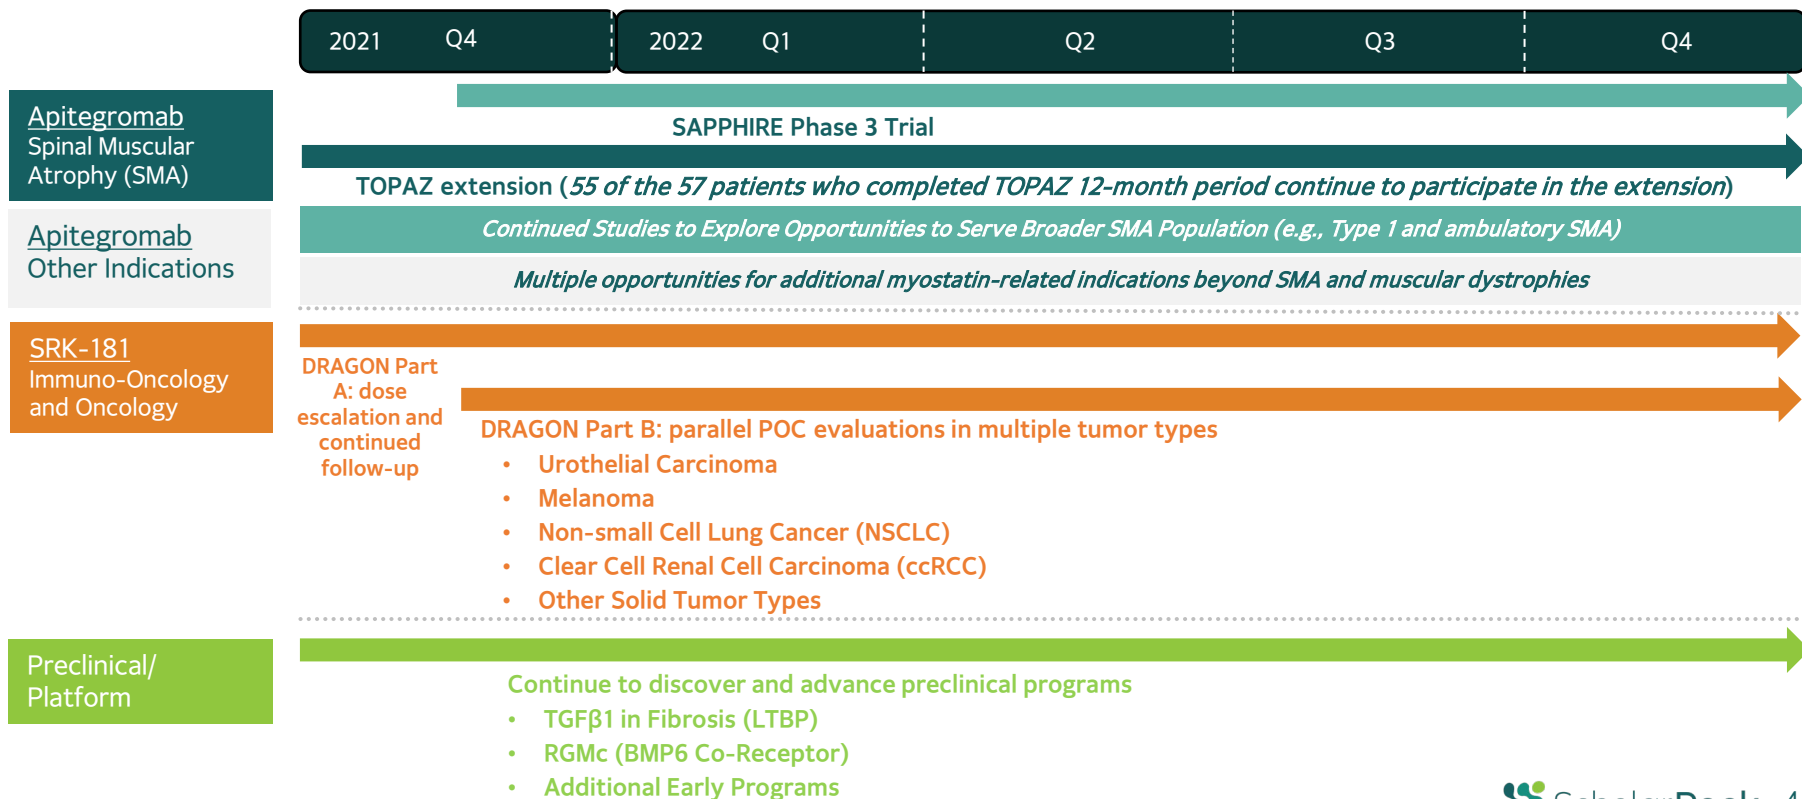 2021 Q4 2022 Q1 Q2 Q3 Q4
Apitegromab
Spinal Muscular
Atrophy (SMA)
SAPPHIRE Phase 3 Trial
TOPAZ extension (55 of the 57 patients who completed TOPAZ 12-month period continue to participate in the extension)
Apitegromab
Other Indications
Continued Studies to Explore Opportunities to Serve Broader SMA Population (e.g., Type 1 and ambulatory SMA)
Multiple opportunities for additional myostatin-related indications beyond SMA and muscular dystrophies
SRK-181
Immuno-Oncology
and Oncology
DRAGON Part
A: dose
escalation and
continued
follow-up
DRAGON Part B: parallel POC evaluations in multiple tumor types
• Urothelial Carcinoma
• Melanoma
• Non-small Cell Lung Cancer (NSCLC)
• Clear Cell Renal Cell Carcinoma (ccRCC)
• Other Solid Tumor Types
Preclinical/
Platform
Continue to discover and advance preclinical programs
• TGFβ1 in Fibrosis (LTBP)
• RGMc (BMP6 Co-Receptor)
• Additional Early Programs
ScholarRock 4